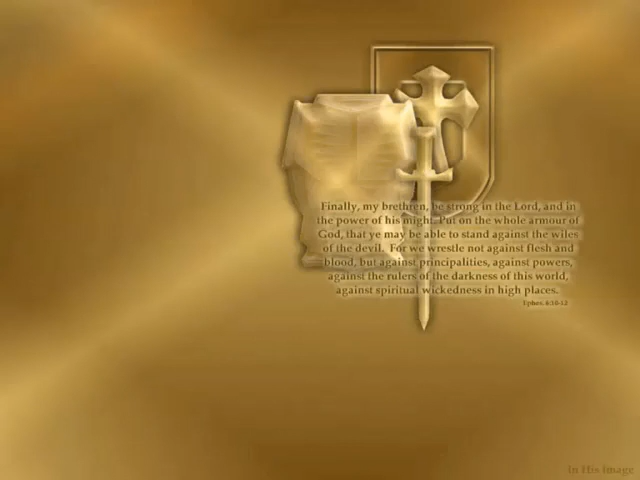 Finally, my brethren, be strong in the Lord, and in
the power of his might. Put on the whole armour of
God, that ye may be able to stand against the wiles
of the devil. For we wrestle not against flesh and
blood, but against principalities, against powers,
against the rulers of the darkness of this world,
against spiritual wickedness in high places.
Ephes. 6:10-12
In His Image